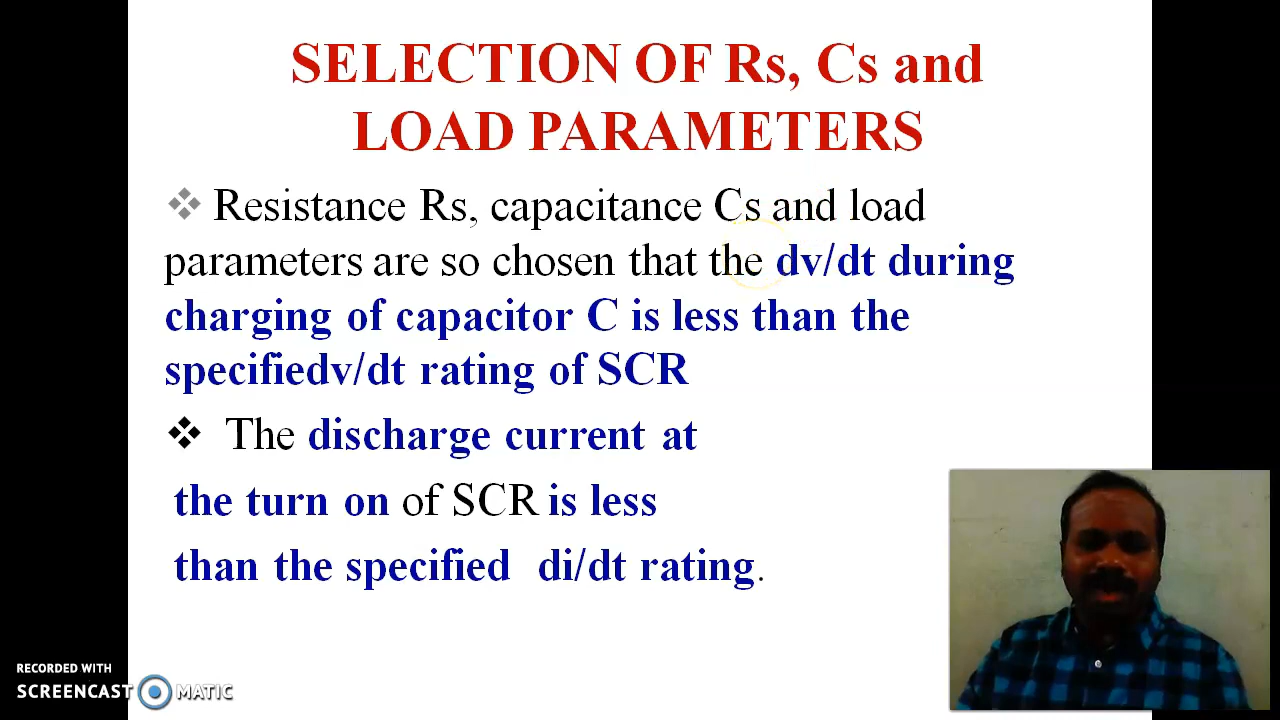 SELECTION OF Rs, Cs and
LOAD PARAMETERS
❖ Resistance Rs, capacitance Cs and load
parameters are so chosen that the dv/dt during
charging of capacitor C is less than the
specifiedv/dt rating of SCR
❖ The discharge current at
the turn on of SCR is less
than the specified di/dt rating.
RECORDED WITH
SCREENCAST MATIC